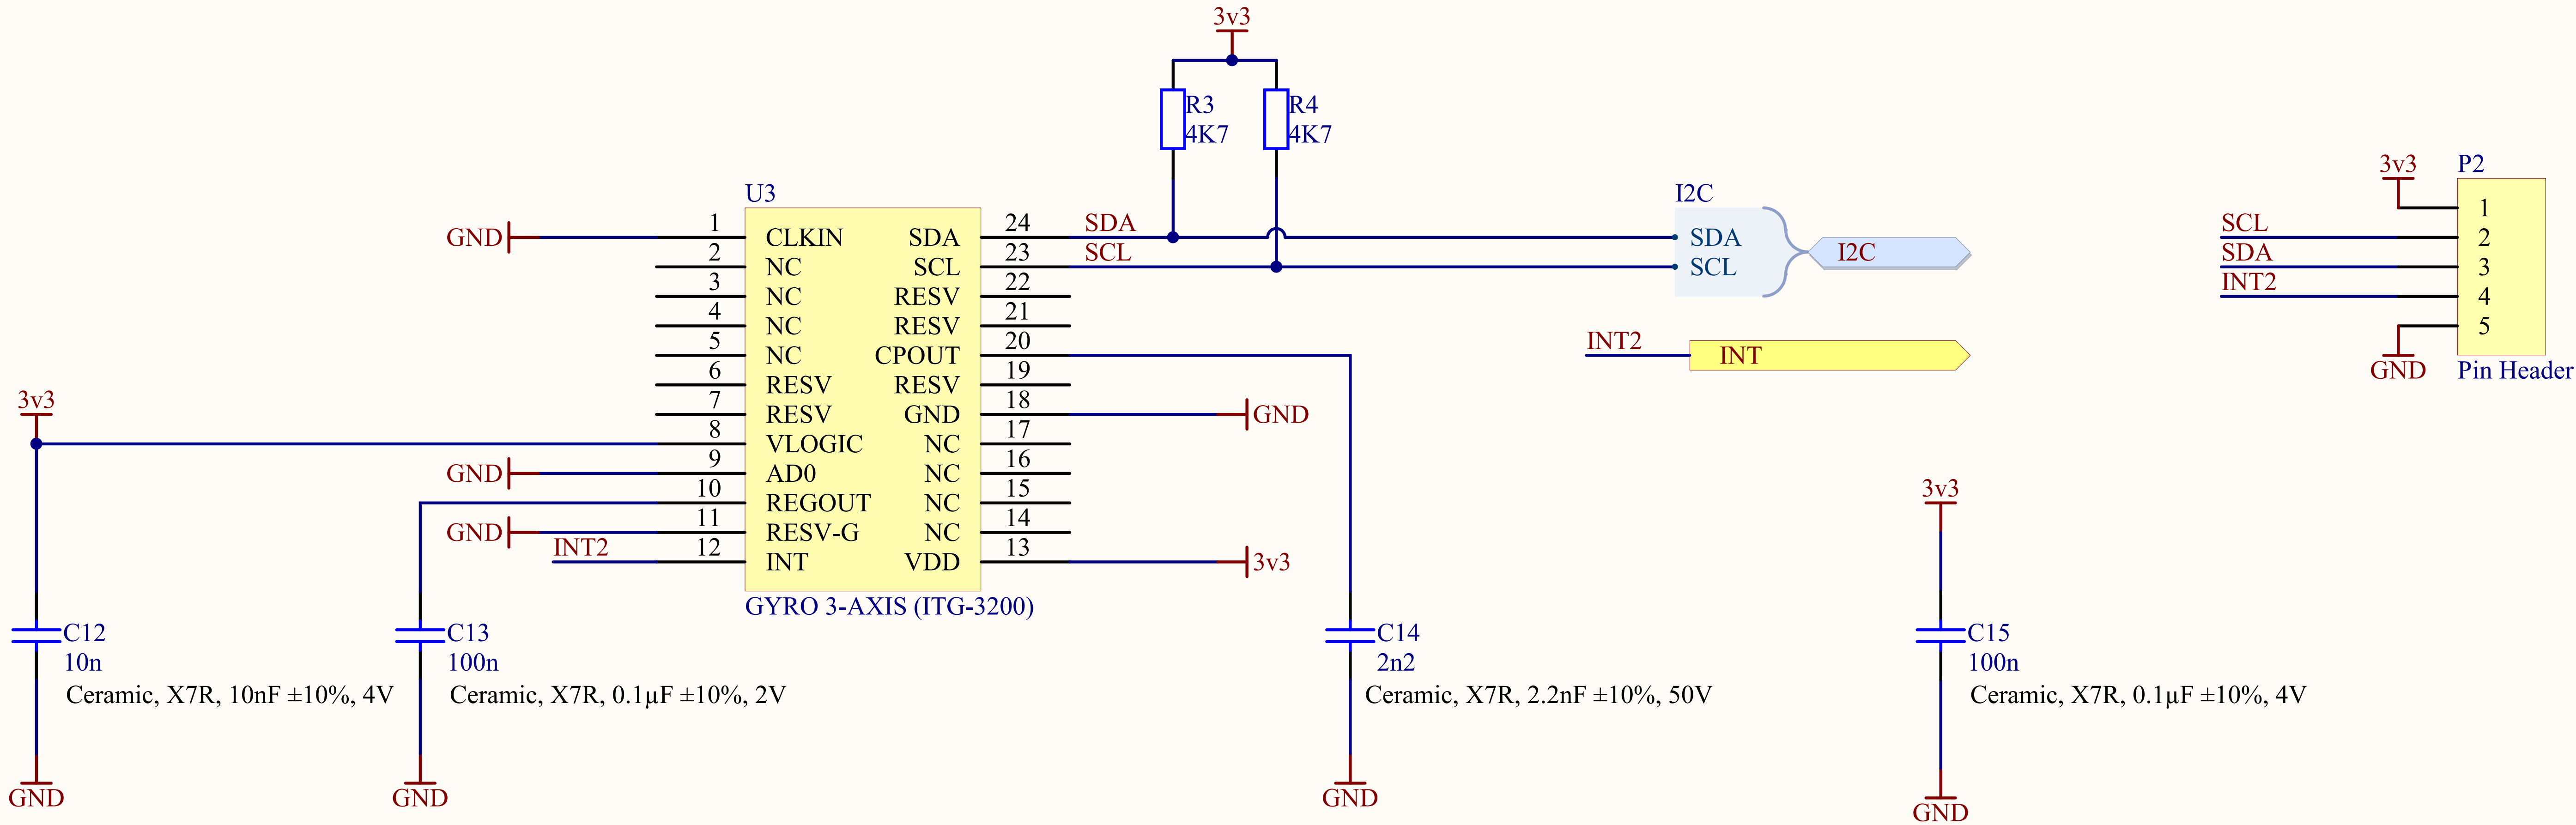 3v3
R3
4K7
R4
4K7
U3
GND
1
CLKIN
2
NC
3
NC
4
NC
5
NC
6
RESV
7
RESV
8
VLOGIC
9
AD0
10
REGOUT
11
RESV-G
12
INT
GND
GND
INT2
3v3
24
SDA
23
SCL
22
RESV
21
RESV
20
CPOUT
19
RESV
18
GND
17
NC
16
NC
15
NC
14
NC
13
VDD
SDA
SCL
GND
3v3
GYRO 3-AXIS (ITG-3200)
I2C
SDA
SCL
I2C
INT2
INT
3v3
P2
SCL
SDA
INT2
1
2
3
4
5
GND
Pin Header
C12
10n
Ceramic, X7R, 10nF ±10%, 4V
GND
C13
100n
Ceramic, X7R, 0.1µF ±10%, 2V
GND
C14
2n2
Ceramic, X7R, 2.2nF ±10%, 50V
GND
3v3
C15
100n
Ceramic, X7R, 0.1µF ±10%, 4V
GND